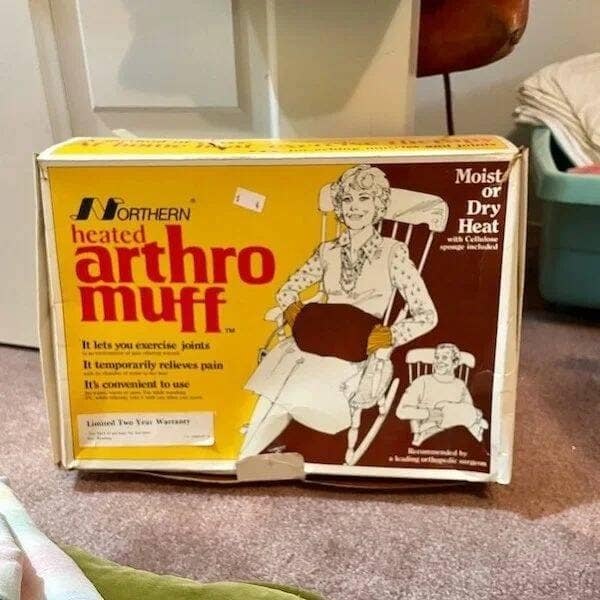 NORTHERN®
heated
arthro
muff™
It lets you exercise joints
It temporarily relieves pain
It's convenient to use
Limited Two Year Warranty
Moist
or
Dry
Heat
with Cellulose
sponge included
Recommended by
a leading orthopedic surgeon